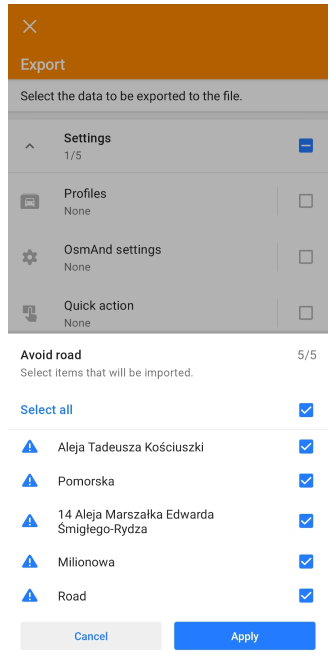 Export
Select the data to be exported to the file.
Settings
1/5
Profiles
None
OsmAnd settings
None
Quick action
None
Avoid road
5/5
Select items that will be imported.
Select all
Aleja Tadeusza Kościuszki
Pomorska
14 Aleja Marszałka Edwarda
Śmigłego-Rydza
Milionowa
Road
Cancel
Apply